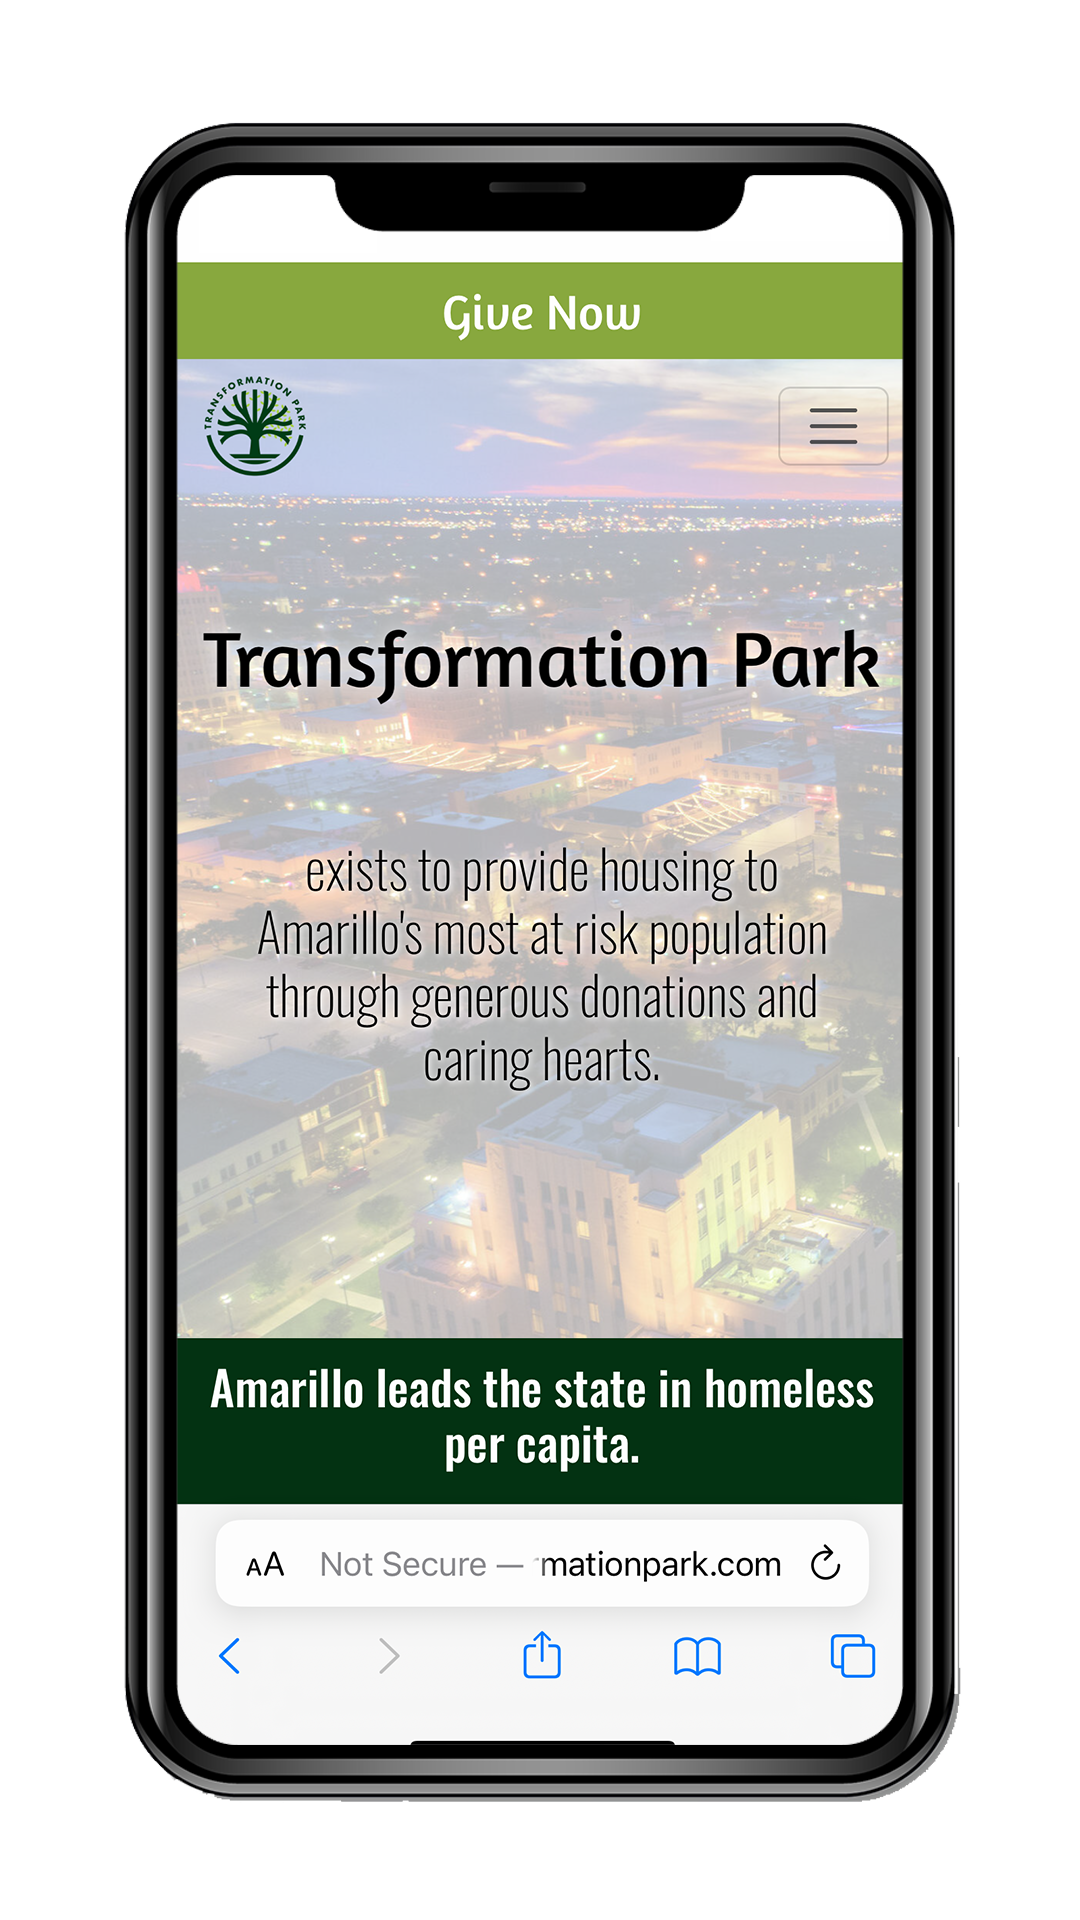 Give Now
TRANSFORMATION PARK
Transformation Park
exists to provide housing to
Amarillo's most at risk population
through generous donations and
caring hearts.
Amarillo leads the state in homeless
per capita.
AA Not Secure — mationpark.com